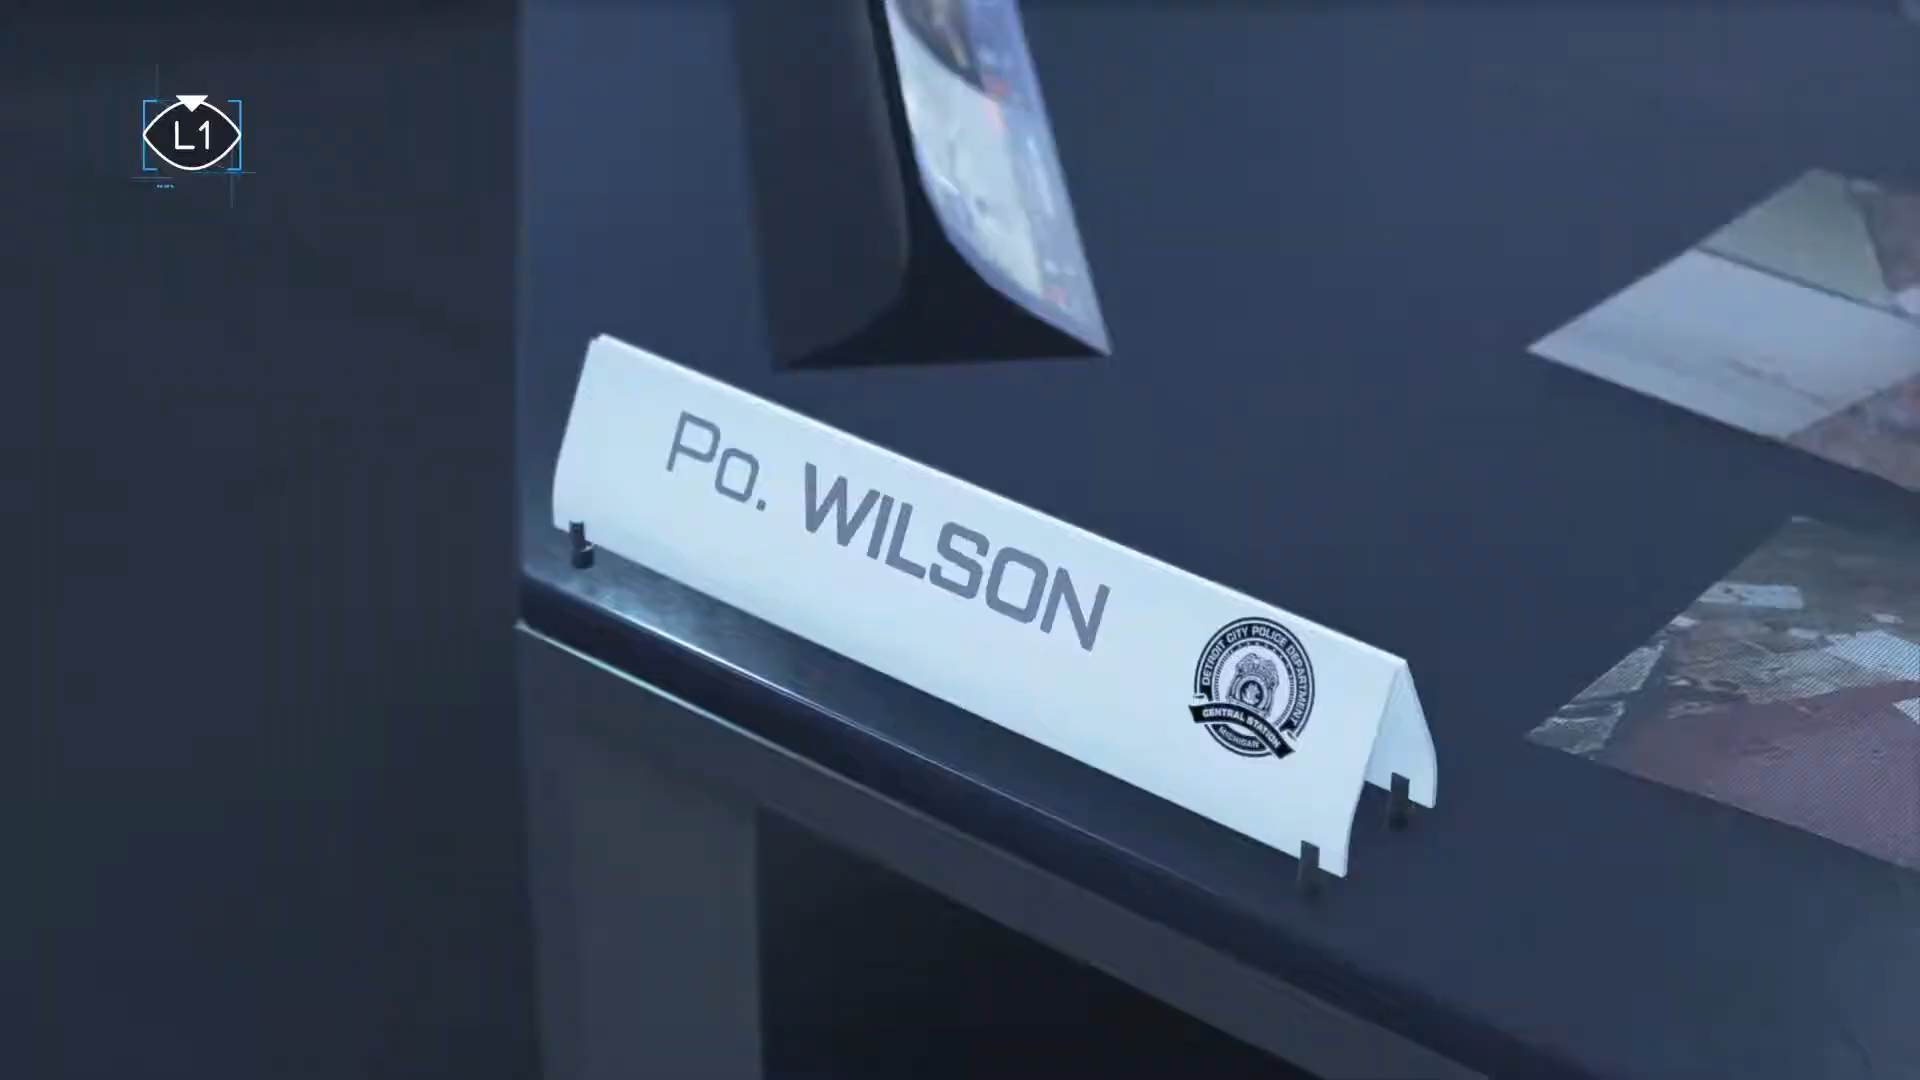 L1
Po. WILSON
DETROIT CITY POLICE DEPARTMENT
CENTRAL STATION
MICHIGAN